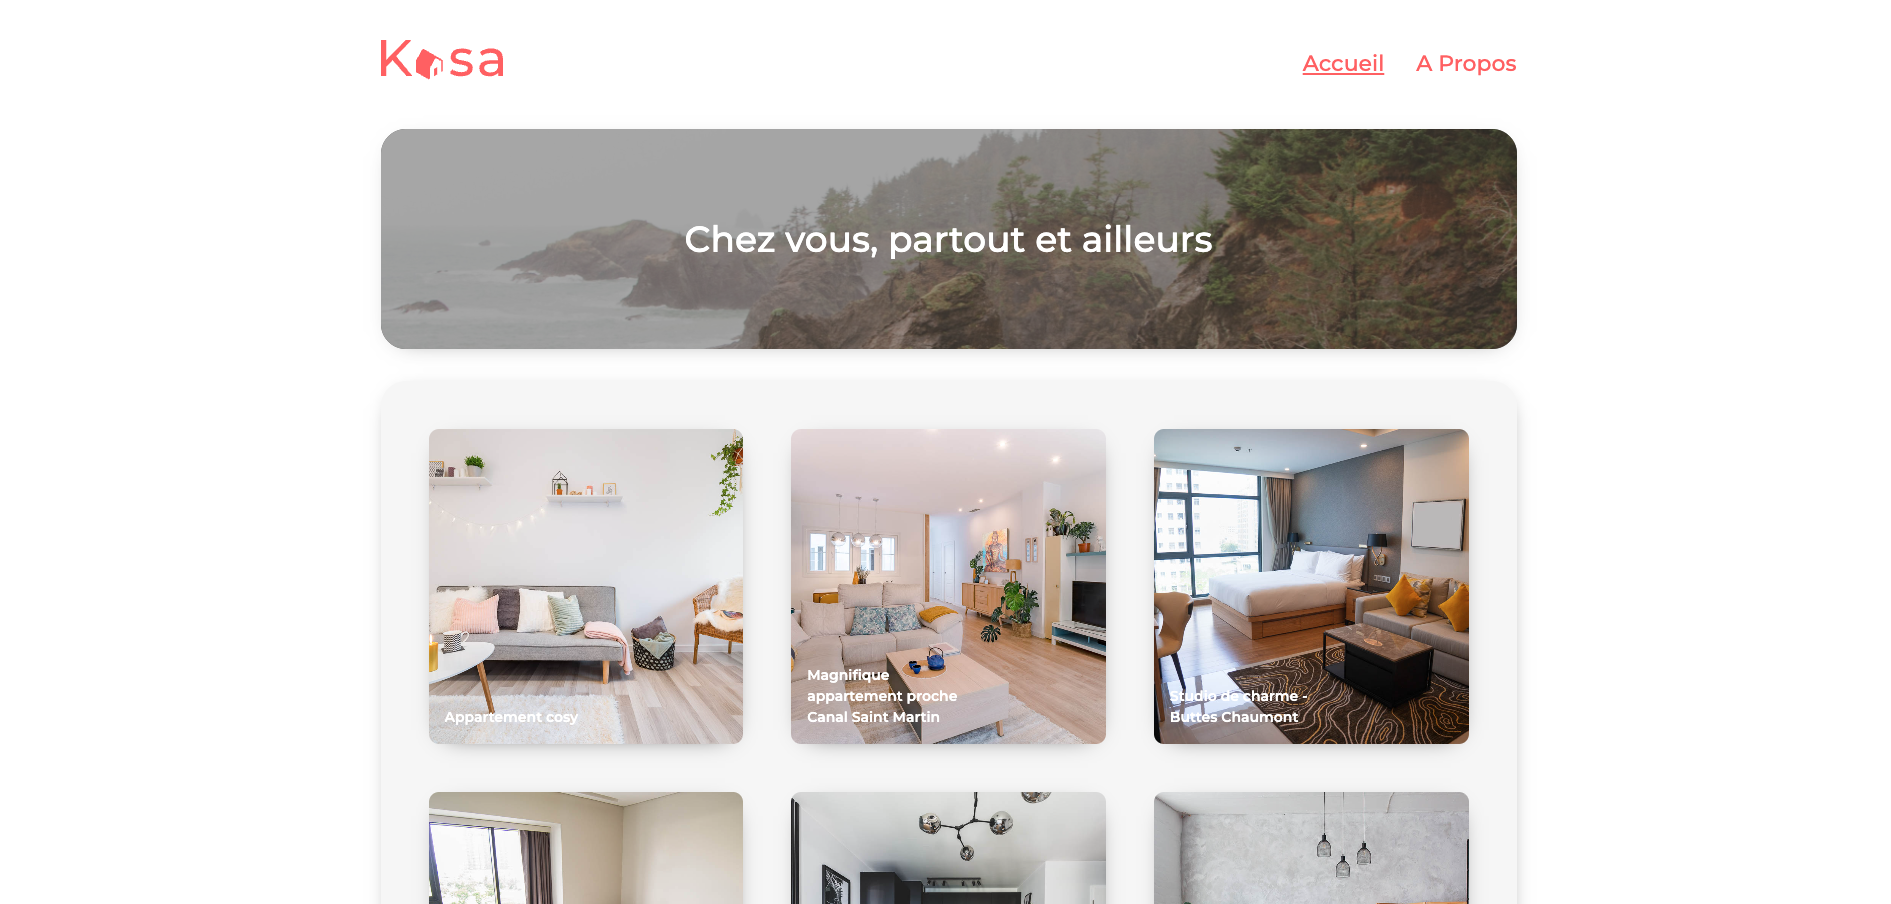 Kasa
Accueil A Propos
Chez vous, partout et ailleurs
Appartement cosy
Magnifique
appartement proche
Canal Saint Martin
Studio de charme -
Buttes Chaumont